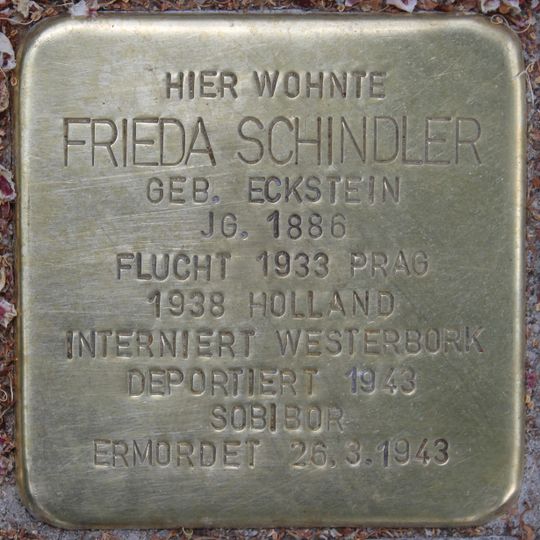 HIER WOHNTE
FRIEDA SCHINDLER
GEB. ECKSTEIN
JG. 1886
FLUCHT 1933 PRAG
1938 HOLLAND
INTERNIERT WESTERBORK
DEPORTIERT 1943
SOBIBOR
ERMORDET 26.3.1943